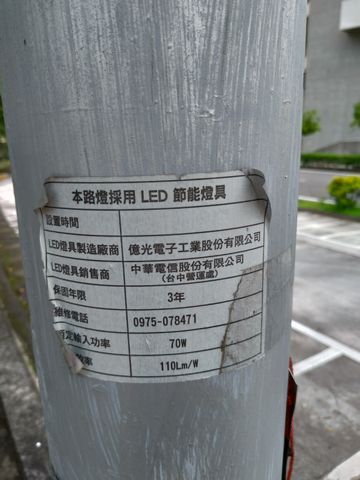 本路燈採用 LED 節能燈具
設置時間
LED燈具製造廠商 億光電子工業股份有限公司
LED燈具銷售商 中華電信股份有限公司
(台中營運處)
保固年限 3年
維修電話 0975-078471
定輸入功率 70W
效率 110Lm/W